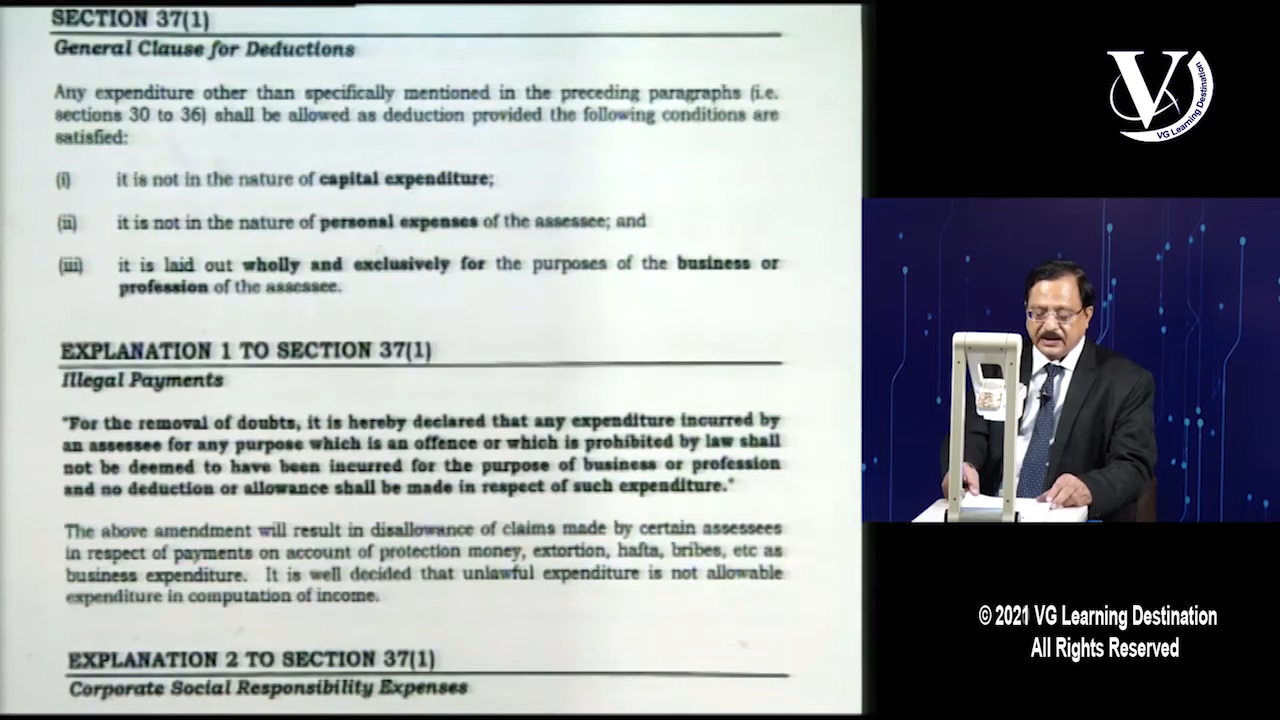 SECTION 37(1)
General Clause for Deductions
Any expenditure other than specifically mentioned in the preceding paragraphs (i.e.
sections 30 to 36) shall be allowed as deduction provided the following conditions are
satisfied:
(i) it is not in the nature of capital expenditure;
(ii) it is not in the nature of personal expenses of the assessee; and
(iii) it is laid out wholly and exclusively for the purposes of the business or
profession of the assessee.
EXPLANATION 1 TO SECTION 37(1)
Illegal Payments
"For the removal of doubts, it is hereby declared that any expenditure incurred by
an assessee for any purpose which is an offence or which is prohibited by law shall
not be deemed to have been incurred for the purpose of business or profession
and no deduction or allowance shall be made in respect of such expenditure."
The above amendment will result in disallowance of claims made by certain assessees
in respect of payments on account of protection money, extortion, hafta, bribes, etc as
business expenditure. It is well decided that unlawful expenditure is not allowable
expenditure in computation of income.
EXPLANATION 2 TO SECTION 37(1)
Corporate Social Responsibility Expenses
V
VG Learning Destination
© 2021 VG Learning Destination
All Rights Reserved